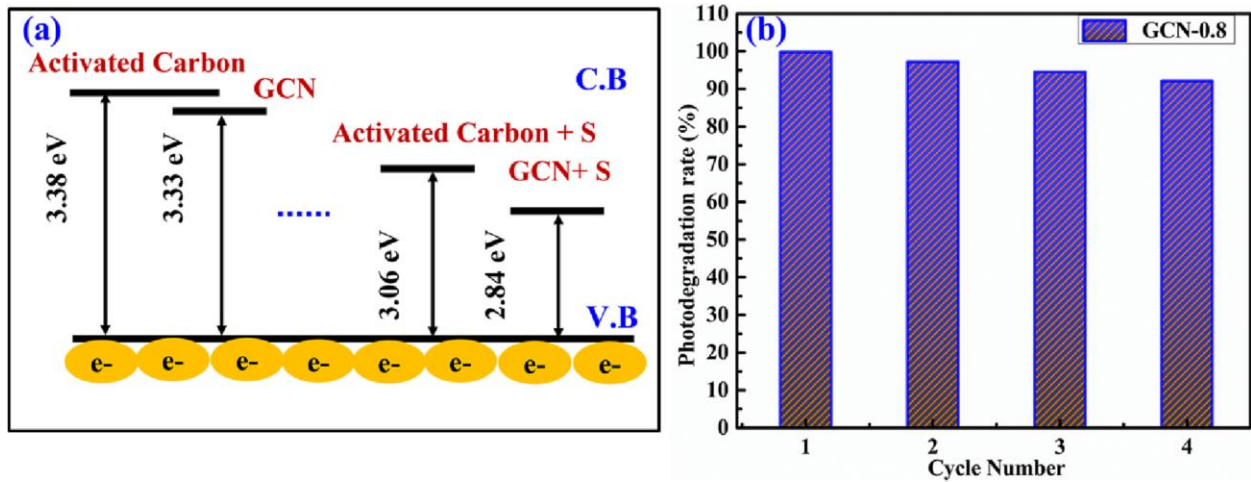 (a)
Activated Carbon
C.B
GCN
Activated Carbon + S
GCN+ S
3.38 eV
3.33 eV
......
3.06 eV
2.84 eV
V.B
e- e- e- e- e- e- e- e-
(b)
GCN-0.8
Photodegradation rate (%)
110
100
90
80
70
60
50
40
30
20
10
0
1 2 3 4
Cycle Number